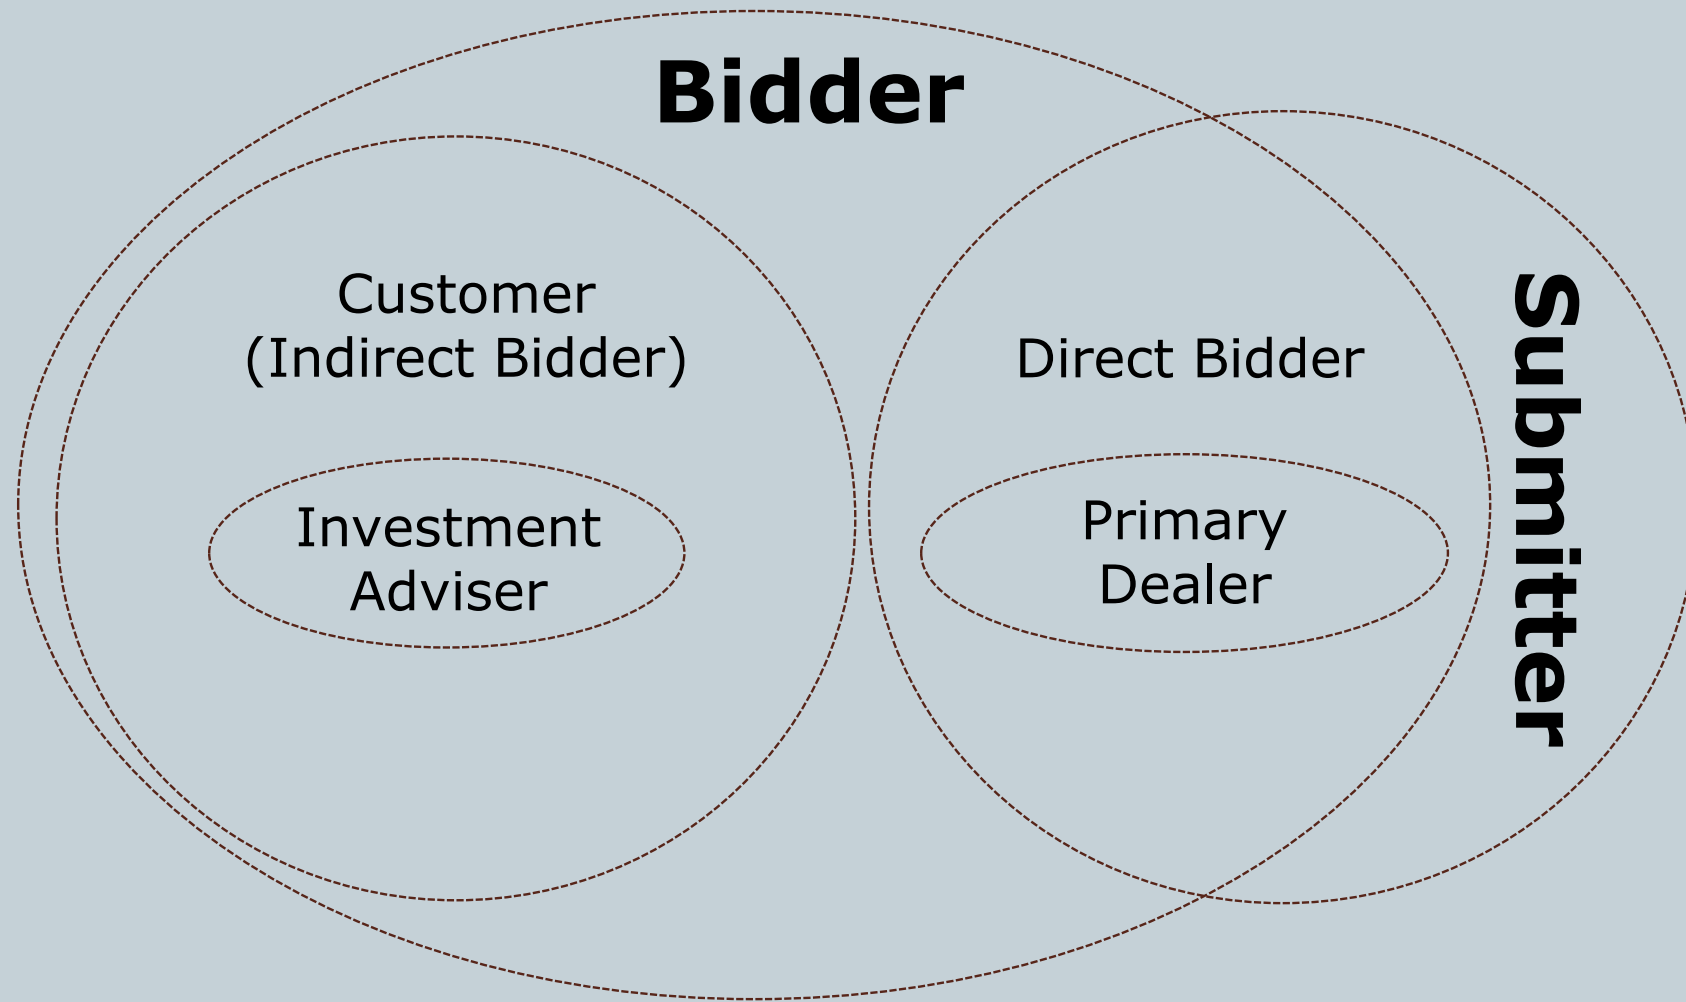 Bidder
Customer
(Indirect Bidder)
Investment
Adviser
Direct Bidder
Primary
Dealer
Submitter